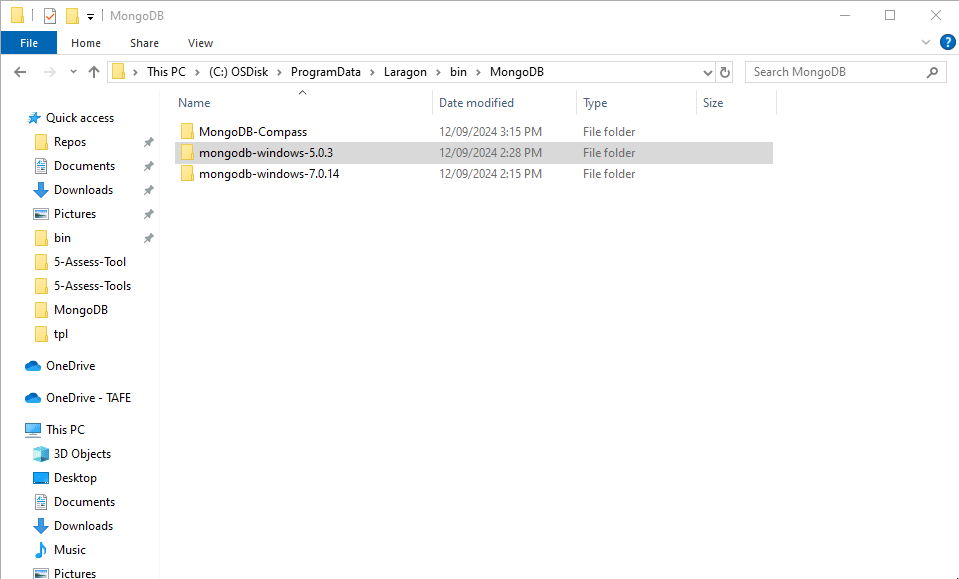 MongoDB
File Home Share View
This PC (C:) OSDisk ProgramData Laragon bin MongoDB
Search MongoDB
Name Date modified Type Size
MongoDB-Compass 12/09/2024 3:15 PM File folder
mongodb-windows-5.0.3 12/09/2024 2:28 PM File folder
mongodb-windows-7.0.14 12/09/2024 2:15 PM File folder
Quick access
Repos
Documents
Downloads
Pictures
bin
5-Assess-Tool
5-Assess-Tools
MongoDB
tpl
OneDrive
OneDrive - TAFE
This PC
3D Objects
Desktop
Documents
Downloads
Music
Pictures